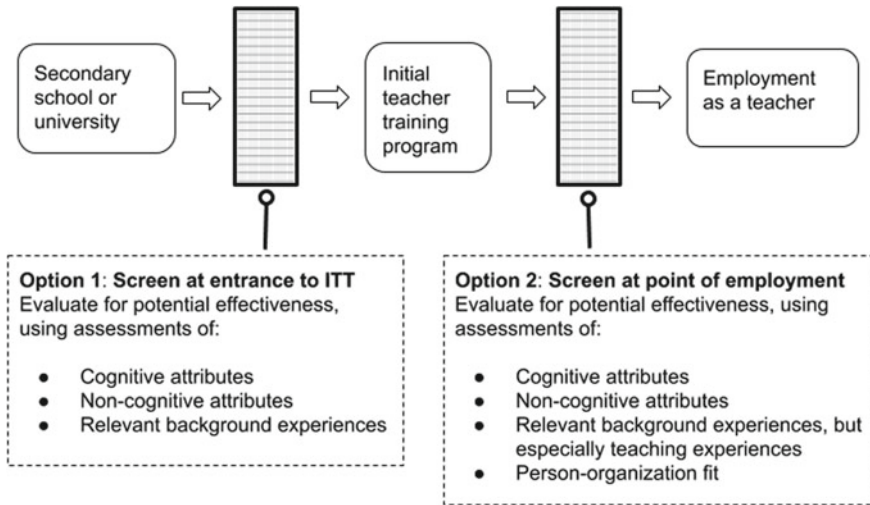 Secondary
school or
university
Initial
teacher
training
program
Employment
as a teacher
Option 1: Screen at entrance to ITT
Evaluate for potential effectiveness,
using assessments of:
● Cognitive attributes
● Non-cognitive attributes
● Relevant background experiences
Option 2: Screen at point of employment
Evaluate for potential effectiveness, using
assessments of:
● Cognitive attributes
● Non-cognitive attributes
● Relevant background experiences, but
especially teaching experiences
● Person-organization fit